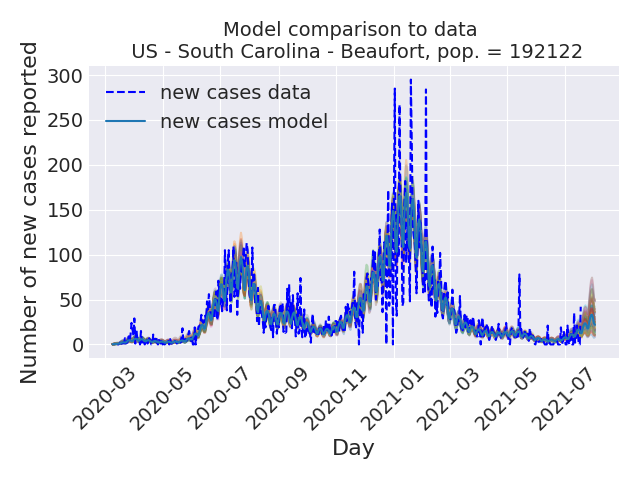 Model comparison to data
US - South Carolina - Beaufort, pop. = 192122
Number of new cases reported
300
250
200
150
100
50
0
new cases data
new cases model
2020-03
2020-05
2020-07
2020-09
2020-11
2021-01
2021-03
2021-05
2021-07
Day